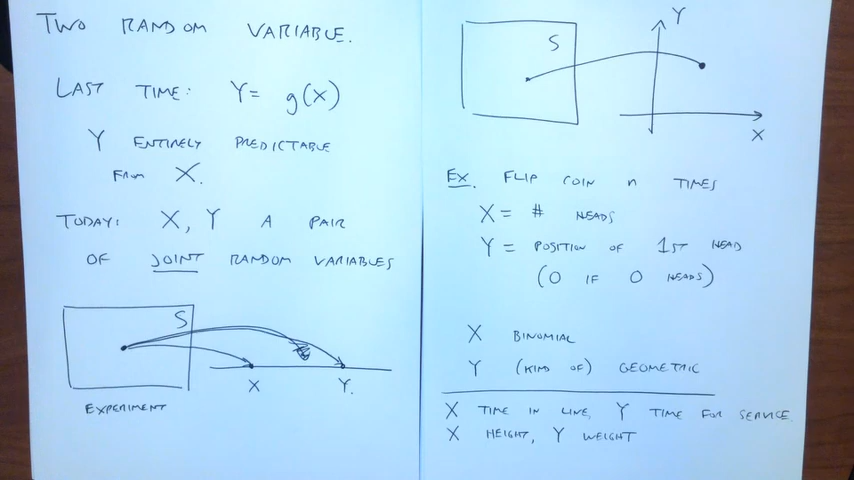 TWO RANDOM VARIABLE.
LAST TIME: Y = g(X)
Y ENTIRELY PREDICTABLE
FROM X.
TODAY: X, Y A PAIR
OF JOINT RANDOM VARIABLES
S
X Y.
EXPERIMENT
S
Y
X
EX. FLIP COIN n TIMES
X = # HEADS
Y = POSITION OF 1ST HEAD
(0 IF 0 HEADS)
X BINOMIAL
Y (KIND OF) GEOMETRIC
X TIME IN LINE, Y TIME FOR SERVICE
X HEIGHT, Y WEIGHT